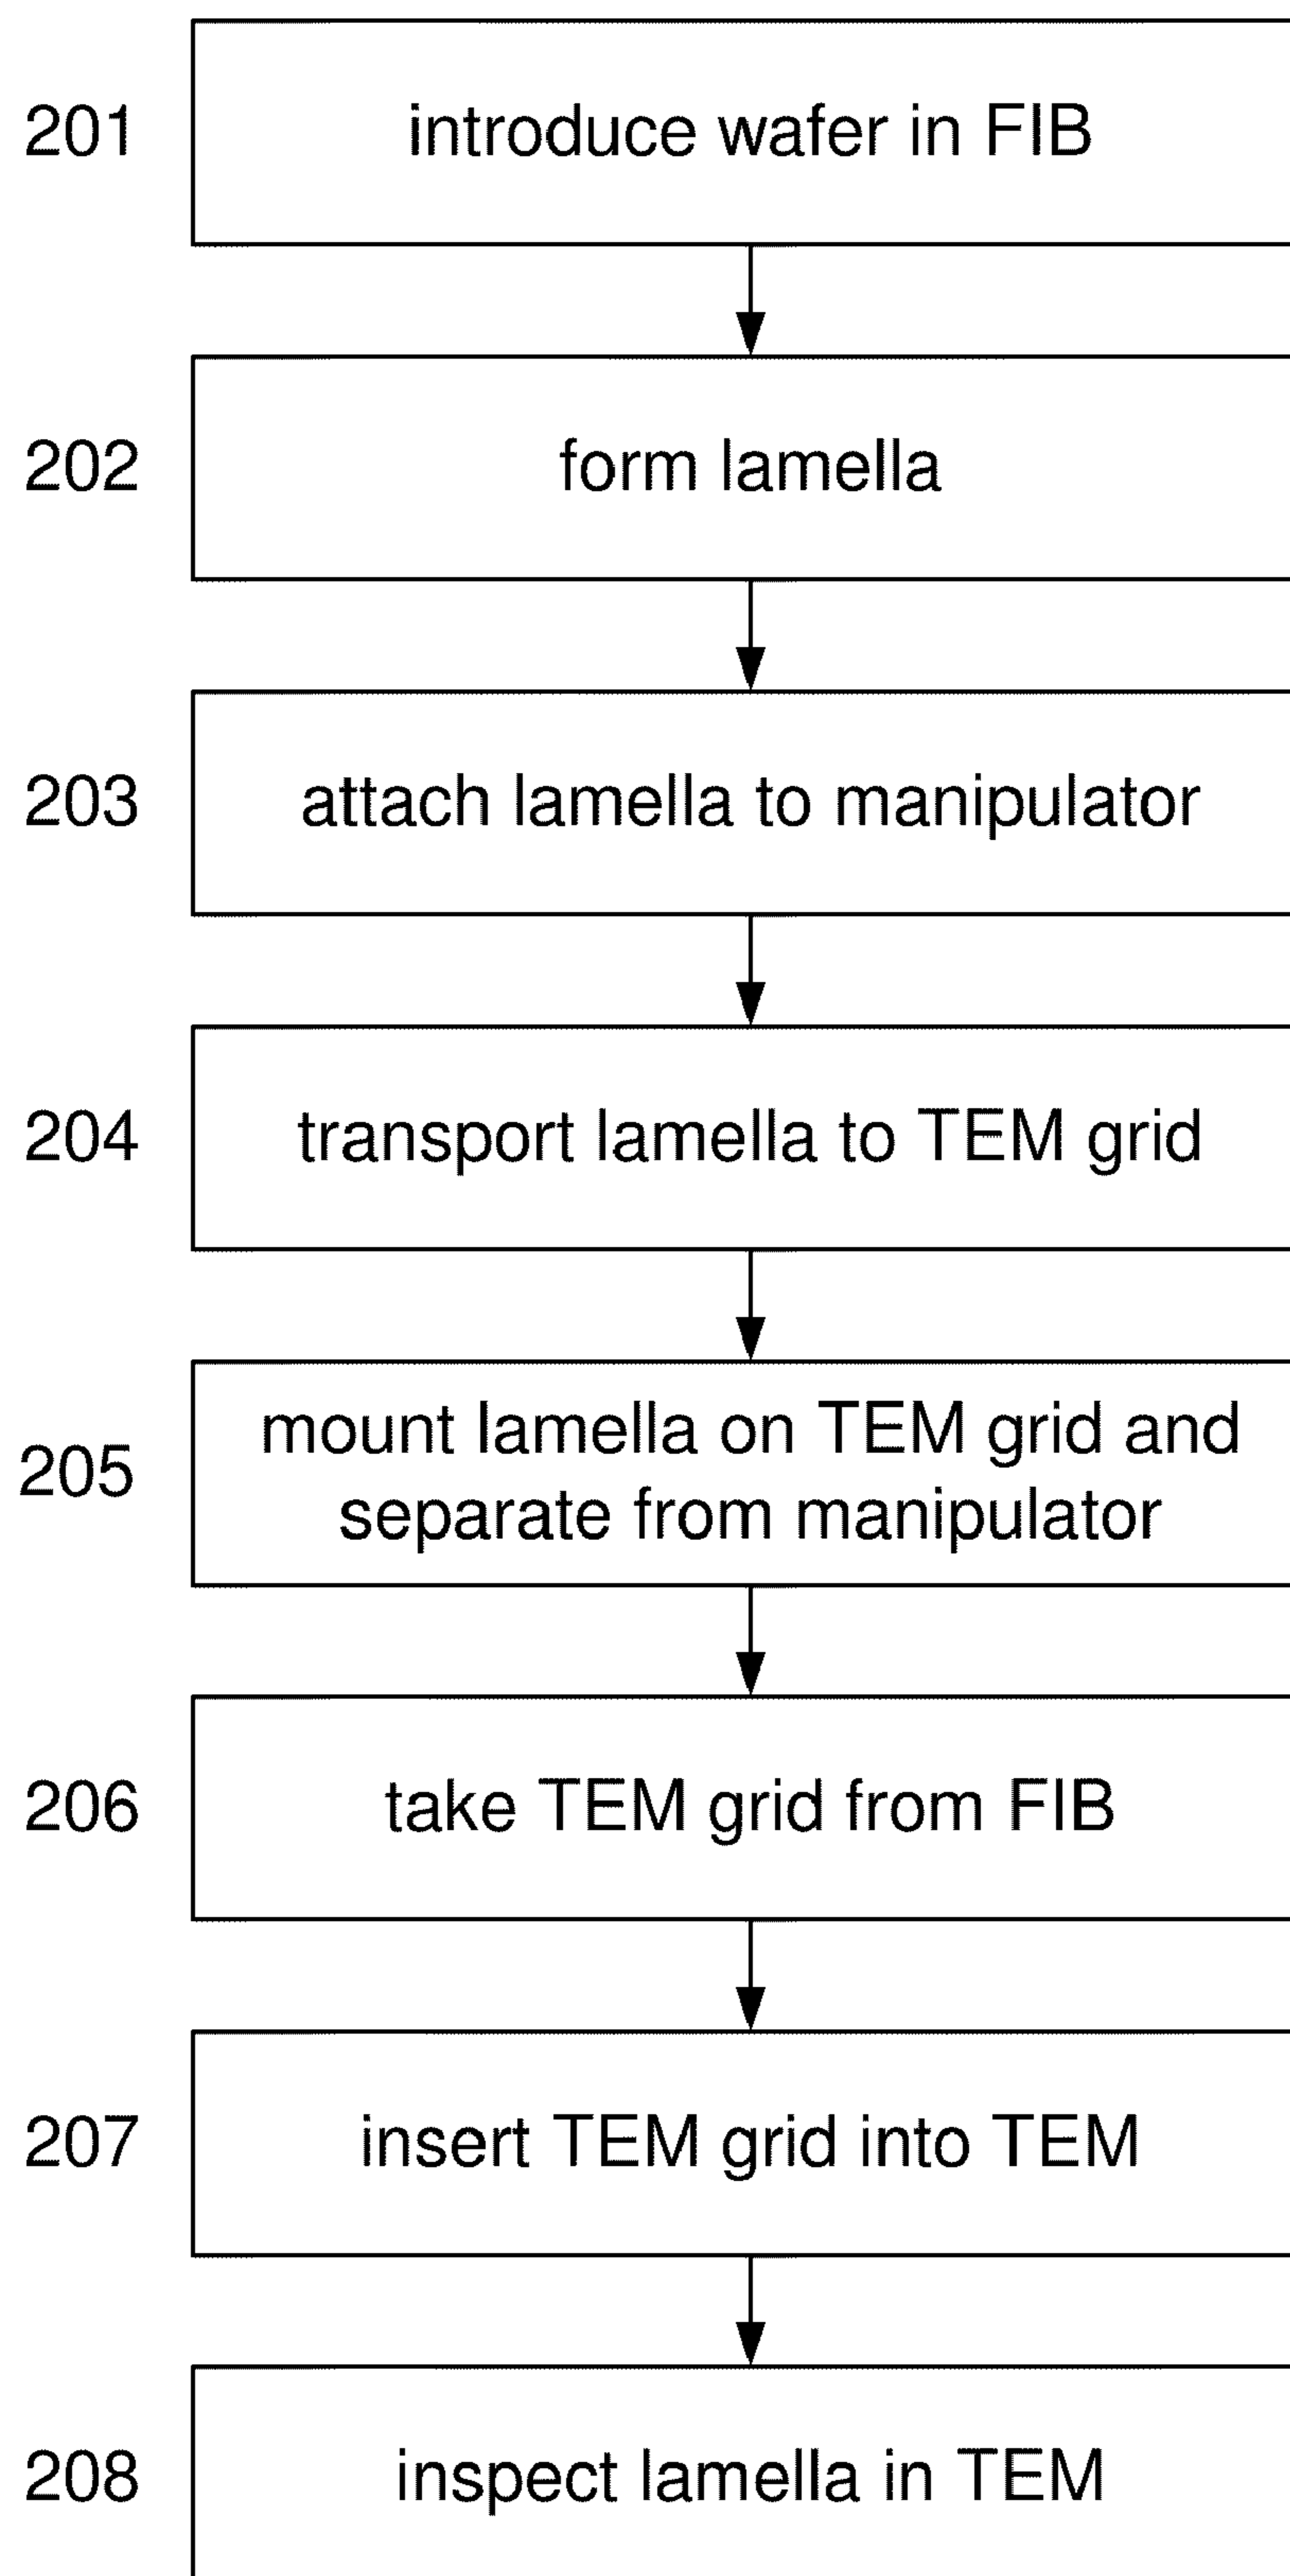 201 introduce wafer in FIB
202 form lamella
203 attach lamella to manipulator
204 transport lamella to TEM grid
205 mount lamella on TEM grid and
separate from manipulator
206 take TEM grid from FIB
207 insert TEM grid into TEM
208 inspect lamella in TEM